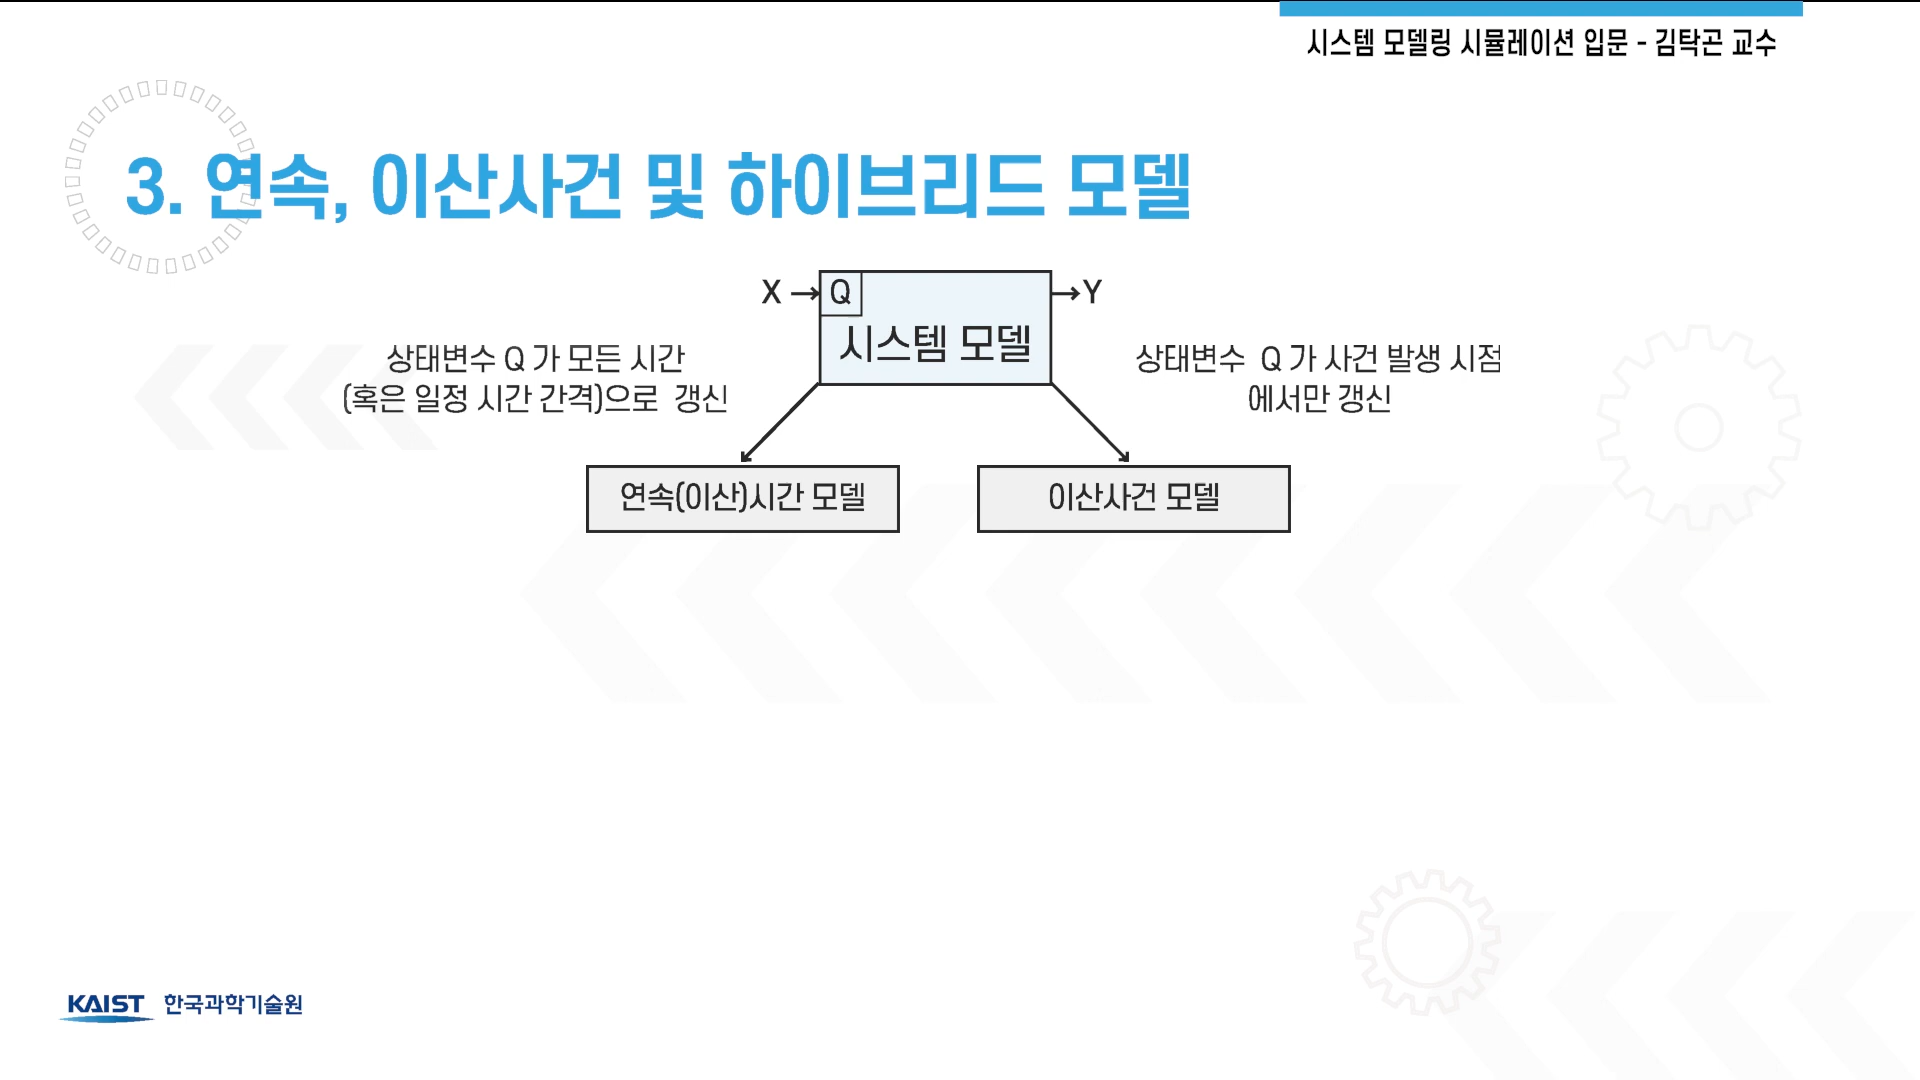 시스템 모델링 시뮬레이션 입문 - 김탁곤 교수
3. 연속, 이산사건 및 하이브리드 모델
X
Q
Y
시스템 모델
상태변수 Q 가 모든 시간
(혹은 일정 시간 간격)으로 갱신
상태변수 Q 가 사건 발생 시점
에서만 갱신
연속(이산)시간 모델
이산사건 모델
KAIST 한국과학기술원